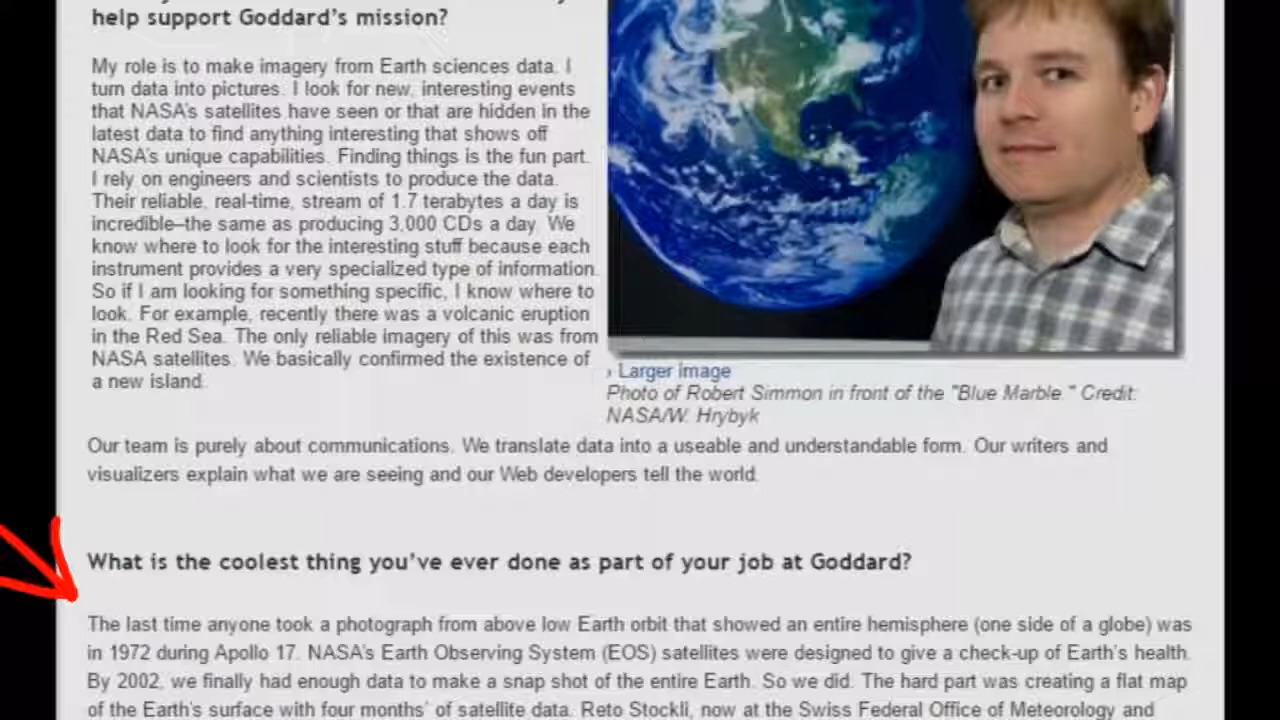 help support Goddard's mission?
My role is to make imagery from Earth sciences data. I
turn data into pictures. I look for new, interesting events
that NASA's satellites have seen or that are hidden in the
latest data to find anything interesting that shows off
NASA's unique capabilities. Finding things is the fun part.
I rely on engineers and scientists to produce the data.
Their reliable, real-time, stream of 1.7 terabytes a day is
incredible–the same as producing 3,000 CDs a day. We
know where to look for the interesting stuff because each
instrument provides a very specialized type of information.
So if I am looking for something specific, I know where to
look. For example, recently there was a volcanic eruption
in the Red Sea. The only reliable imagery of this was from
NASA satellites. We basically confirmed the existence of
a new island.
› Larger image
Photo of Robert Simmon in front of the "Blue Marble." Credit:
NASA/W. Hrybyk
Our team is purely about communications. We translate data into a useable and understandable form. Our writers and
visualizers explain what we are seeing and our Web developers tell the world.
What is the coolest thing you've ever done as part of your job at Goddard?
The last time anyone took a photograph from above low Earth orbit that showed an entire hemisphere (one side of a globe) was
in 1972 during Apollo 17. NASA's Earth Observing System (EOS) satellites were designed to give a check-up of Earth's health.
By 2002, we finally had enough data to make a snap shot of the entire Earth. So we did. The hard part was creating a flat map
of the Earth's surface with four months' of satellite data. Reto Stockli, now at the Swiss Federal Office of Meteorology and